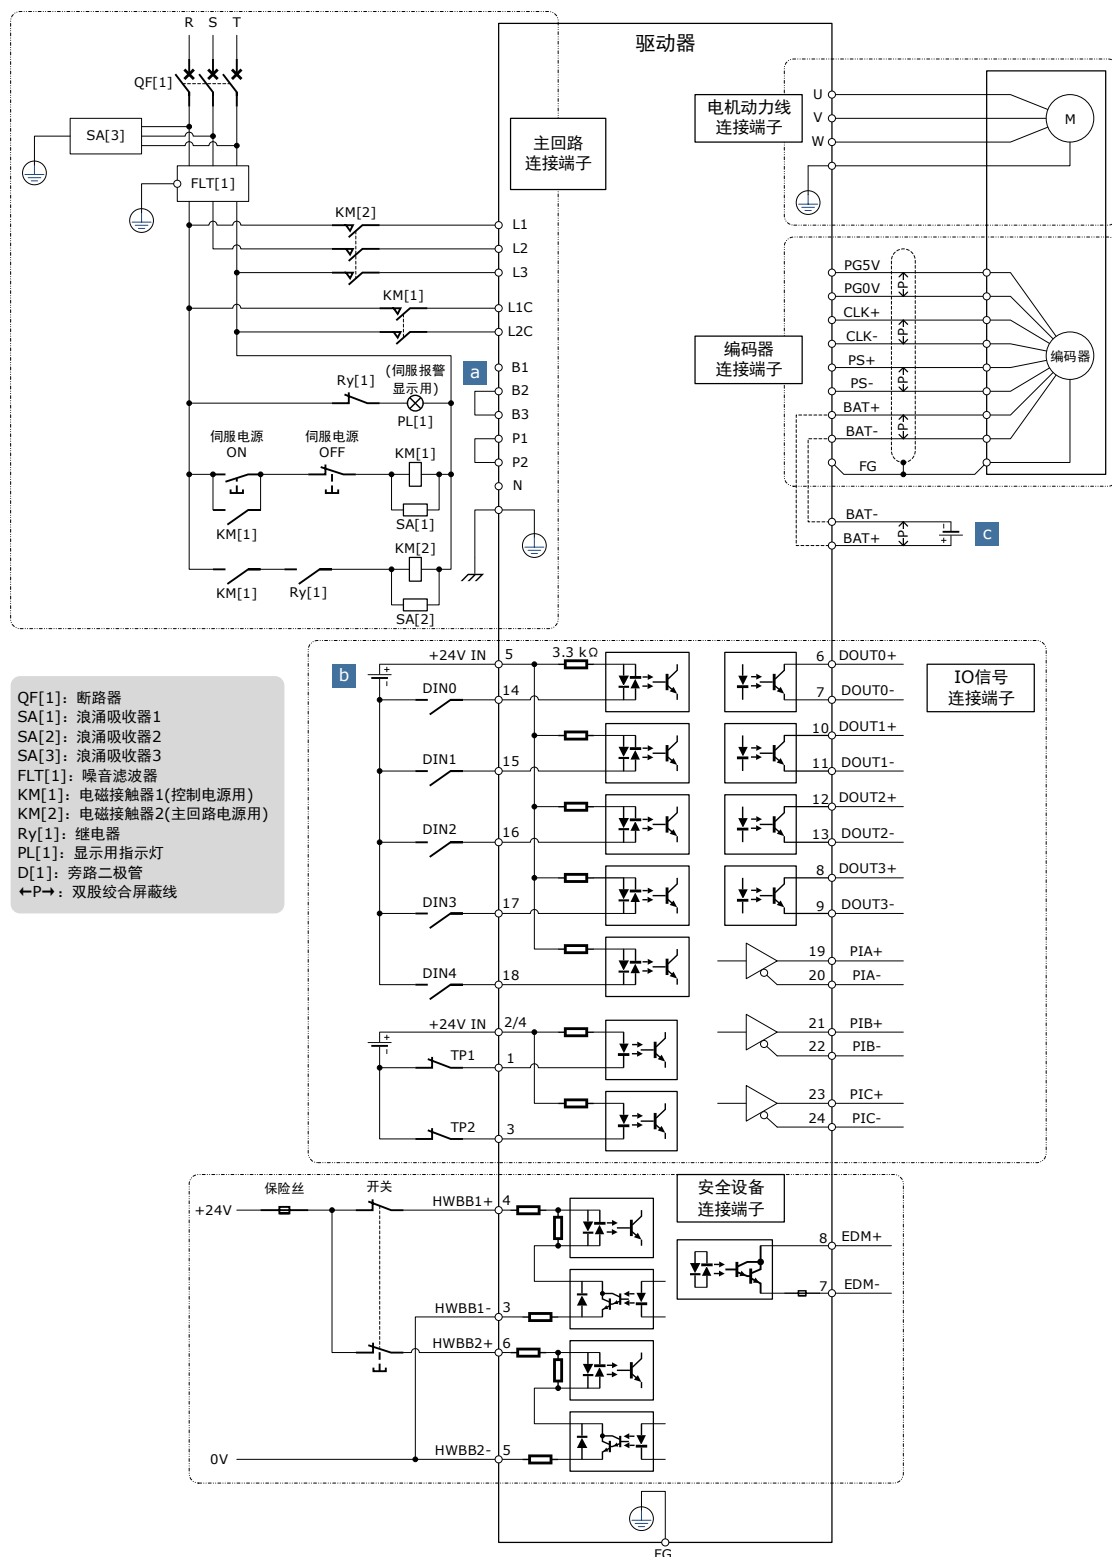 R S T
QF[1]
SA[3]
FLT[1]
主回路
连接端子
KM[2]
L1
L2
L3
KM[1]
L1C
L2C
a
B1
B2
B3
P1
P2
N
Ry[1]
(伺服报警
显示用)
PL[1]
伺服电源
ON
伺服电源
OFF
KM[1]
SA[1]
KM[1]
KM[2]
KM[1]
Ry[1]
SA[2]
驱动器
电机动力线
连接端子
U
V
W
M
编码器
连接端子
PG5V
PG0V
CLK+
CLK-
PS+
PS-
BAT+
BAT-
FG
←P→
←P→
←P→
←P→
编码器
BAT-
BAT+
←P→
c
QF[1]: 断路器
SA[1]: 浪涌吸收器1
SA[2]: 浪涌吸收器2
SA[3]: 浪涌吸收器3
FLT[1]: 噪音滤波器
KM[1]: 电磁接触器1(控制电源用)
KM[2]: 电磁接触器2(主回路电源用)
Ry[1]: 继电器
PL[1]: 显示用指示灯
D[1]: 旁路二极管
←P→: 双股绞合屏蔽线
b
+24V IN 5
3.3 kΩ
DIN0 14
DIN1 15
DIN2 16
DIN3 17
DIN4 18
+24V IN 2/4
TP1 1
TP2 3
IO信号
连接端子
6 DOUT0+
7 DOUT0-
10 DOUT1+
11 DOUT1-
12 DOUT2+
13 DOUT2-
8 DOUT3+
9 DOUT3-
19 PIA+
20 PIA-
21 PIB+
22 PIB-
23 PIC+
24 PIC-
安全设备
连接端子
保险丝
开关
+24V
HWBB1+ 4
HWBB1- 3
HWBB2+ 6
0V
HWBB2- 5
8 EDM+
7 EDM-
FG